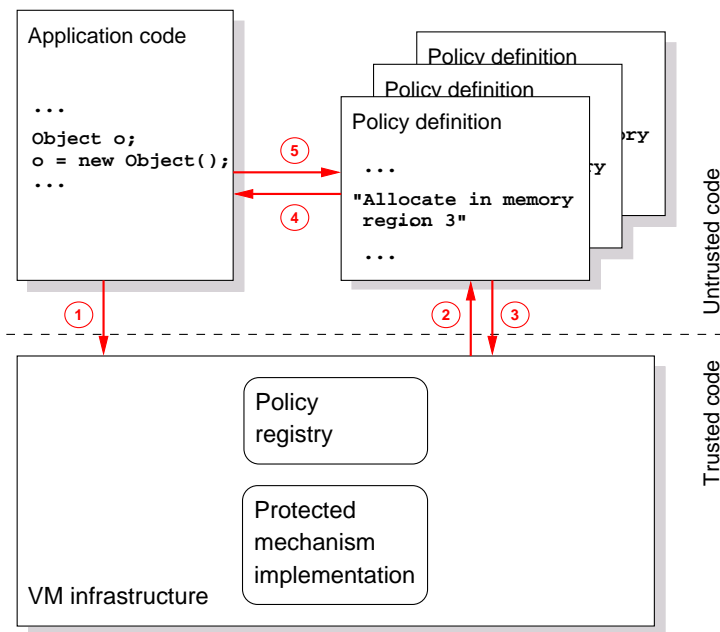 Application code
...
Object o;
o = new Object();
...
Policy definition
Policy definition
Policy definition
...
"Allocate in memory
region 3"
...
5
4
1
2
3
Untrusted code
Trusted code
Policy
registry
Protected
mechanism
implementation
VM infrastructure